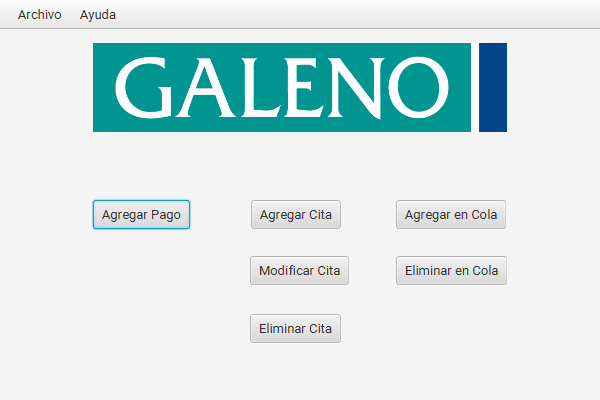 Archivo Ayuda
GALENO
Agregar Pago Agregar Cita Agregar en Cola
Modificar Cita Eliminar en Cola
Eliminar Cita